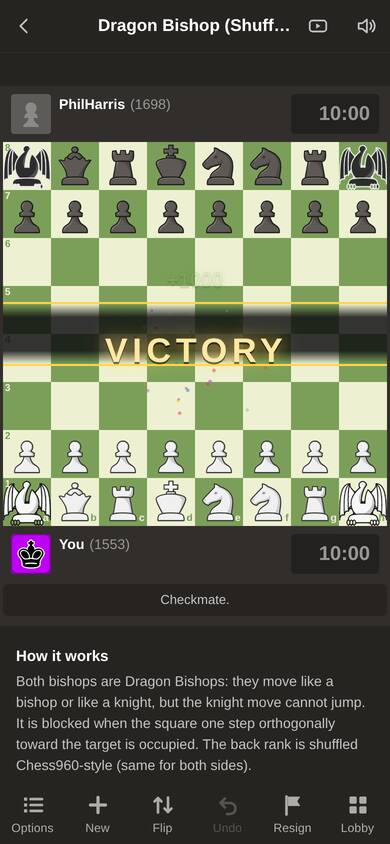 Dragon Bishop (Shuff...
PhilHarris (1698)
10:00
8
7
6
5
+1600
4
VICTORY
3
2
1
b c d e f g
You (1553)
10:00
Checkmate.
How it works
Both bishops are Dragon Bishops: they move like a
bishop or like a knight, but the knight move cannot jump.
It is blocked when the square one step orthogonally
toward the target is occupied. The back rank is shuffled
Chess960-style (same for both sides).
Options New Flip Undo Resign Lobby